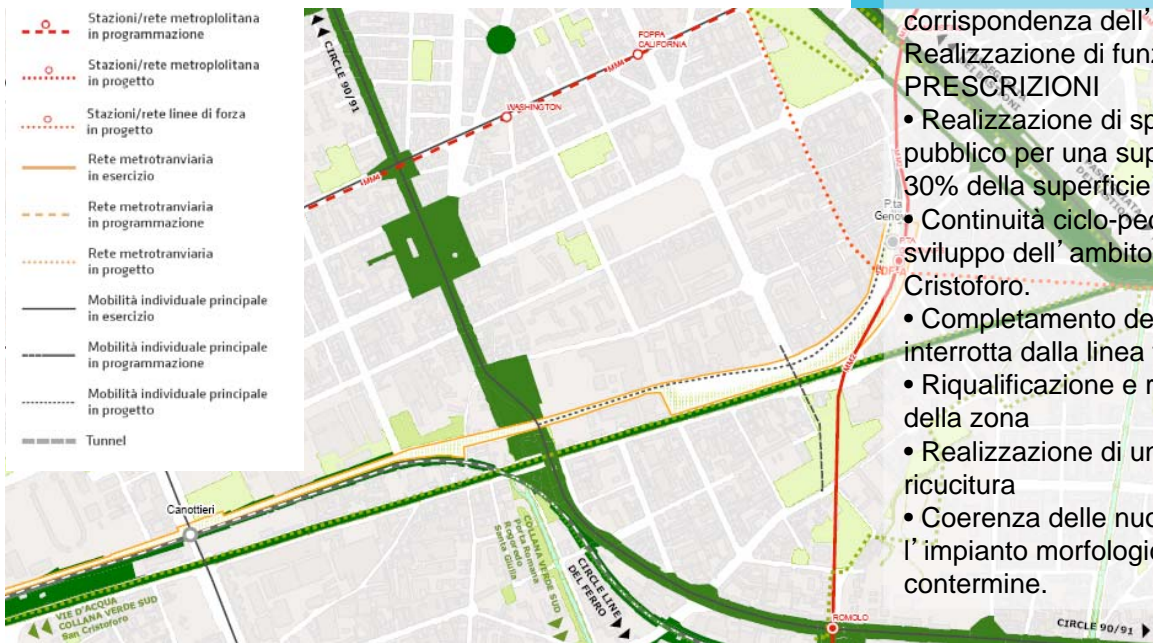 Stazioni/rete metroplolitana
in programmazione
Stazioni/rete metroplolitana
in progetto
Stazioni/rete linee di forza
in progetto
Rete metrotranviaria
in esercizio
Rete metrotranviaria
in programmazione
Rete metrotranviaria
in progetto
Mobilità individuale principale
in esercizio
Mobilità individuale principale
in programmazione
Mobilità individuale principale
in progetto
Tunnel
CIRCLE 90/91
FOPPA
CALIFORNIA
WASHINGTON
MM4
MM4
MM2
P.ta
Canottieri
ROMOLO
CIRCLE 90/91
VIE D'ACQUA
COLLANA VERDE SUD
San Cristoforo
COLLANA VERDE SUD
Porta Romana
Rogoredo
Santa Giulia
CIRCLE LINE
DEL FERRO
corrispondenza dell'
Realizzazione di funz
PRESCRIZIONI
• Realizzazione di sp
pubblico per una sup
30% della superficie
• Continuità ciclo-ped
sviluppo dell' ambito
Cristoforo.
• Completamento de
interrotta dalla linea
• Riqualificazione e r
della zona
• Realizzazione di un
ricucitura
• Coerenza delle nuo
l' impianto morfologic
contermine.